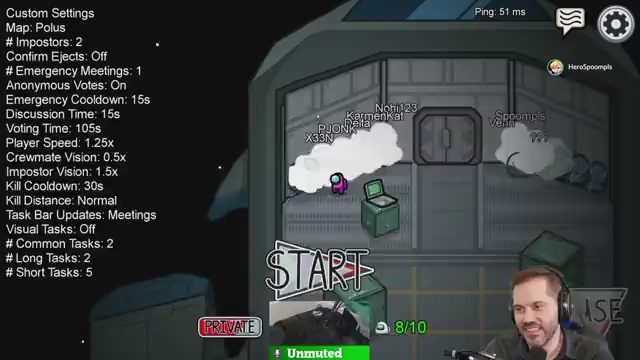 Custom Settings
Map: Polus
# Impostors: 2
Confirm Ejects: Off
# Emergency Meetings: 1
Anonymous Votes: On
Emergency Cooldown: 15s
Discussion Time: 15s
Voting Time: 105s
Player Speed: 1.25x
Crewmate Vision: 0.5x
Impostor Vision: 1.5x
Kill Cooldown: 30s
Kill Distance: Normal
Task Bar Updates: Meetings
Visual Tasks: Off
# Common Tasks: 2
# Long Tasks: 2
# Short Tasks: 5
Ping: 51 ms
HeroSpoompls
Nohi123
KarmenKat
Delta
PJONK
X33N
Spoompls
Venn
START
PRIVATE
8/10
Unmuted